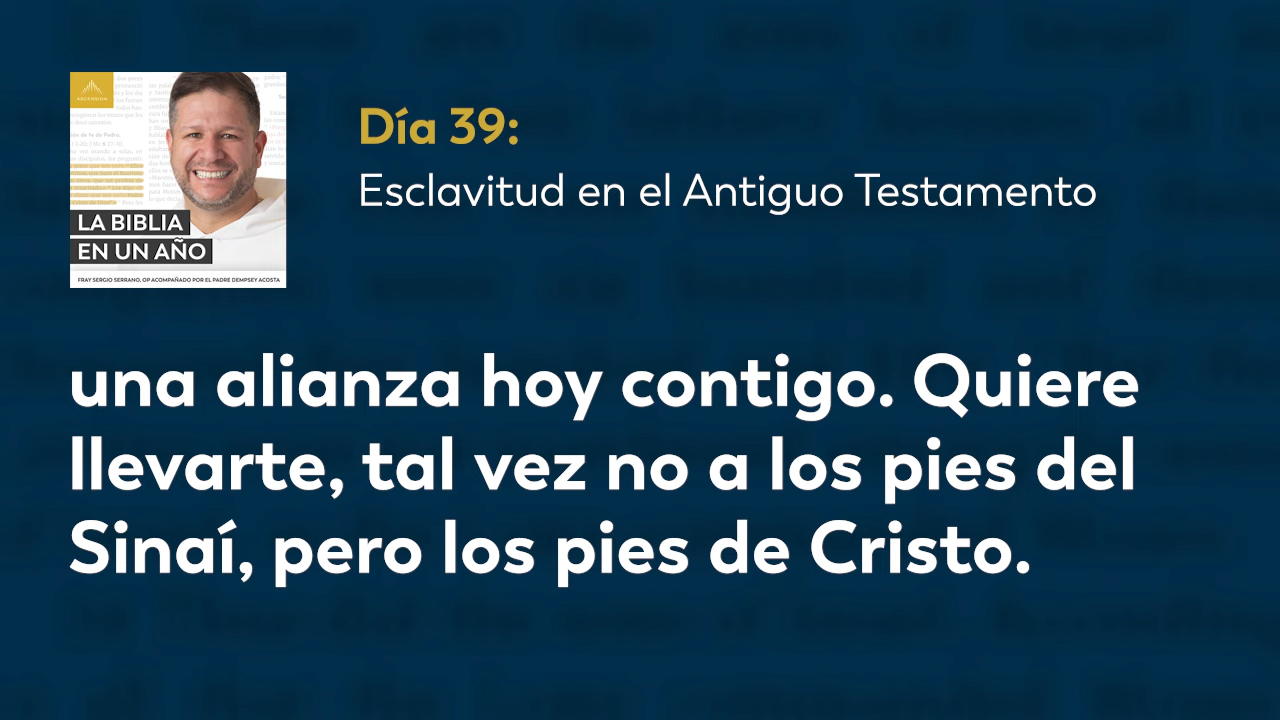 ASCENSION
LA BIBLIA
EN UN AÑO
FRAY SERGIO SERRANO, OP ACOMPAÑADO POR EL PADRE DEMPSEY ACOSTA
Día 39:
Esclavitud en el Antiguo Testamento
una alianza hoy contigo. Quiere
llevarte, tal vez no a los pies del
Sinaí, pero los pies de Cristo.